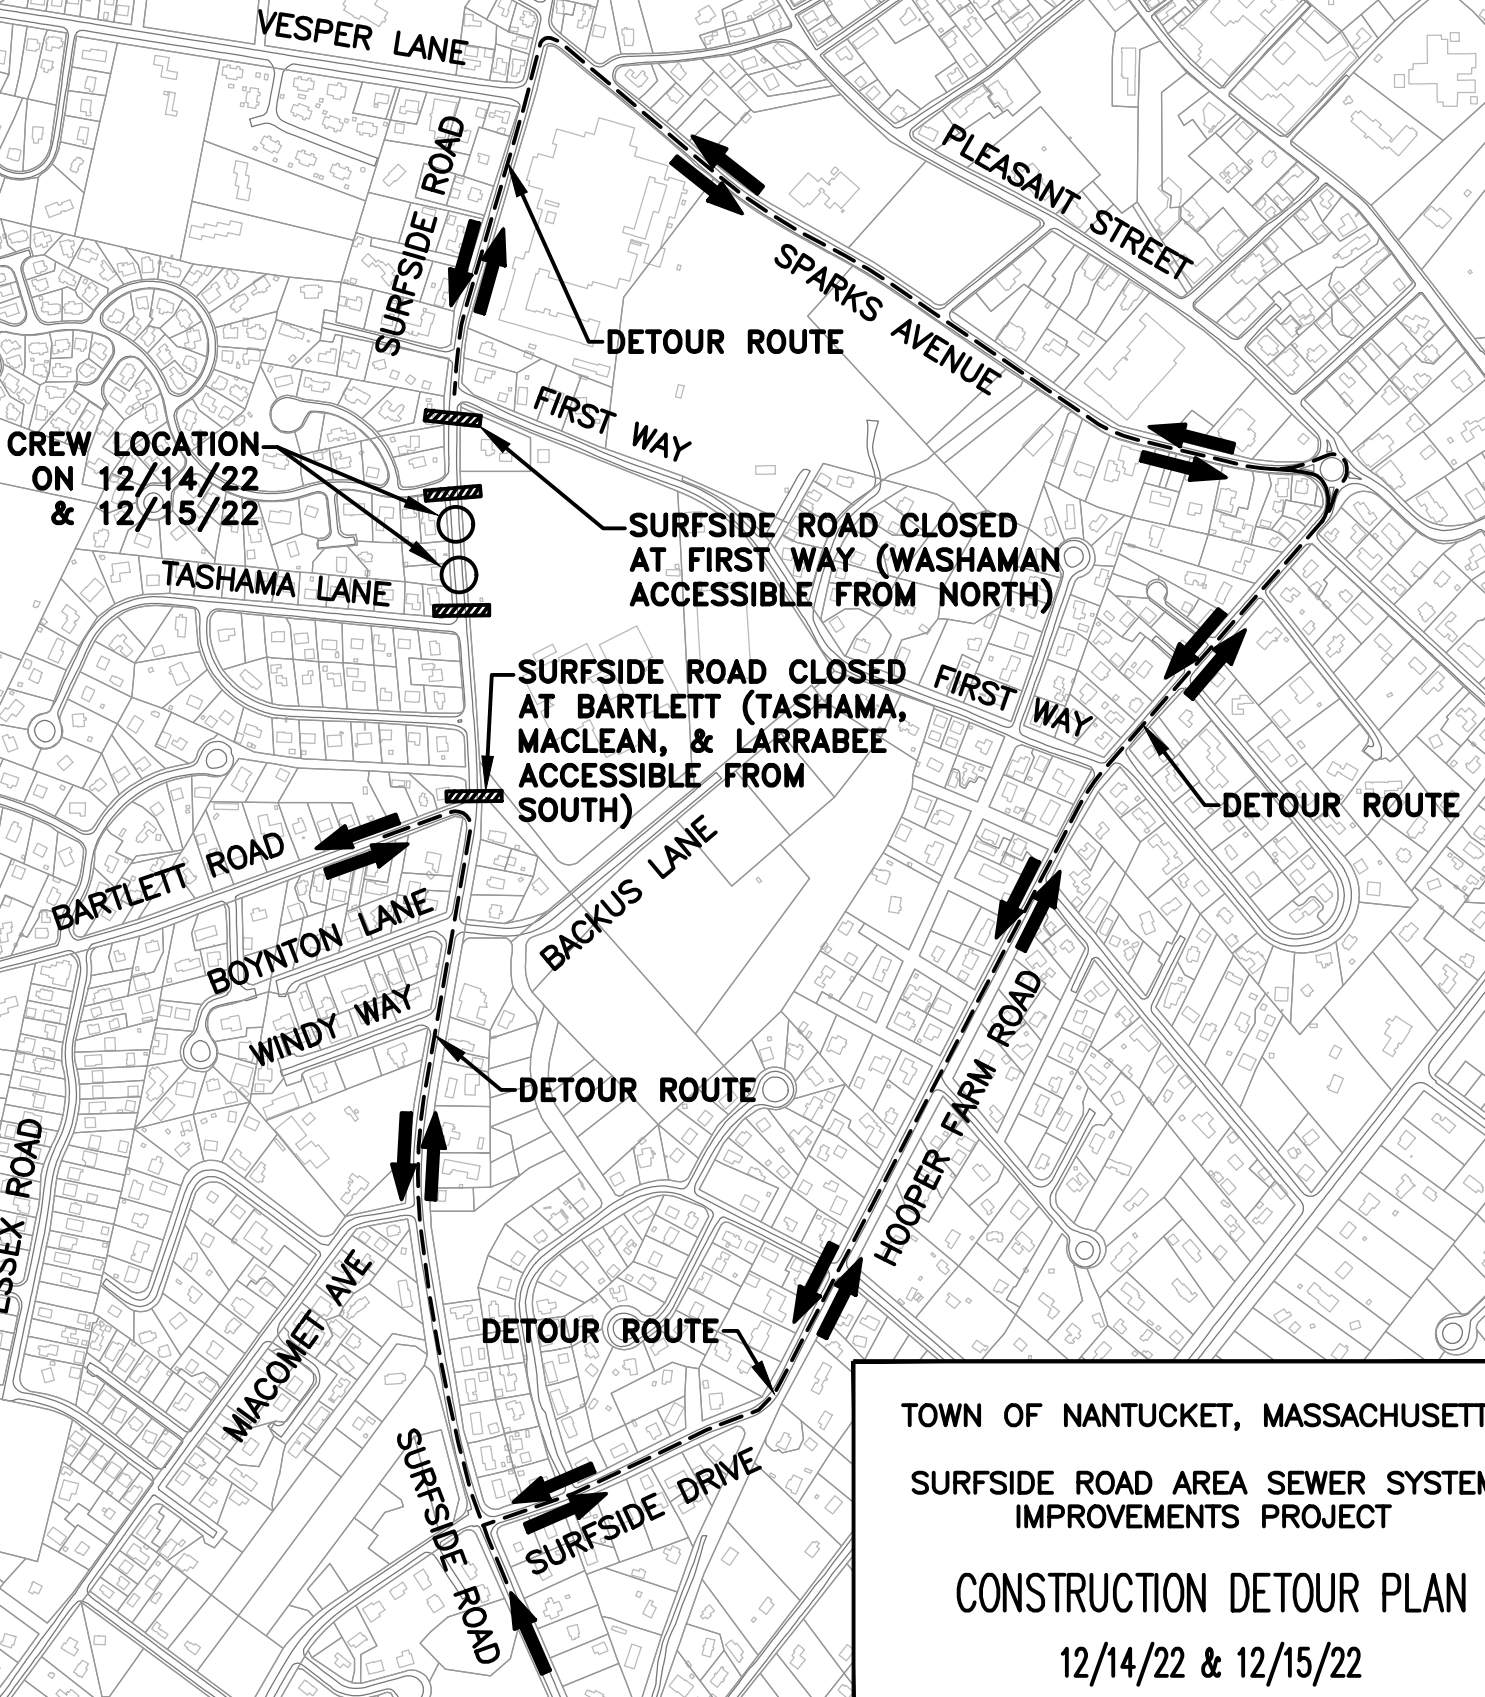 VESPER LANE
SURFSIDE ROAD
PLEASANT STREET
SPARKS AVENUE
DETOUR ROUTE
FIRST WAY
CREW LOCATION
ON 12/14/22
& 12/15/22
SURFSIDE ROAD CLOSED
AT FIRST WAY (WASHAMAN
ACCESSIBLE FROM NORTH)
TASHAMA LANE
SURFSIDE ROAD CLOSED
AT BARTLETT (TASHAMA,
MACLEAN, & LARRABEE
ACCESSIBLE FROM
SOUTH)
FIRST WAY
DETOUR ROUTE
BARTLETT ROAD
BACKUS LANE
BOYNTON LANE
WINDY WAY
DETOUR ROUTE
HOOPER FARM ROAD
ESSEX ROAD
MIACOMET AVE
DETOUR ROUTE
SURFSIDE ROAD
SURFSIDE DRIVE
TOWN OF NANTUCKET, MASSACHUSETT
SURFSIDE ROAD AREA SEWER SYSTEM
IMPROVEMENTS PROJECT
CONSTRUCTION DETOUR PLAN
12/14/22 & 12/15/22